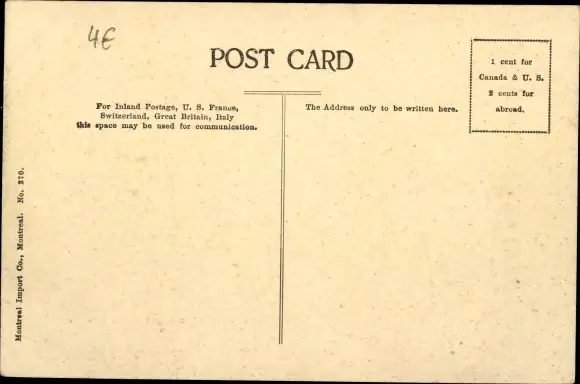 4€
POST CARD
1 cent for
Canada & U. S.
2 cents for
abroad.
For Inland Postage, U. S. France,
Switzerland, Great Britain, Italy
this space may be used for communication.
The Address only to be written here.
Montreal Import Co., Montreal. No. 270.